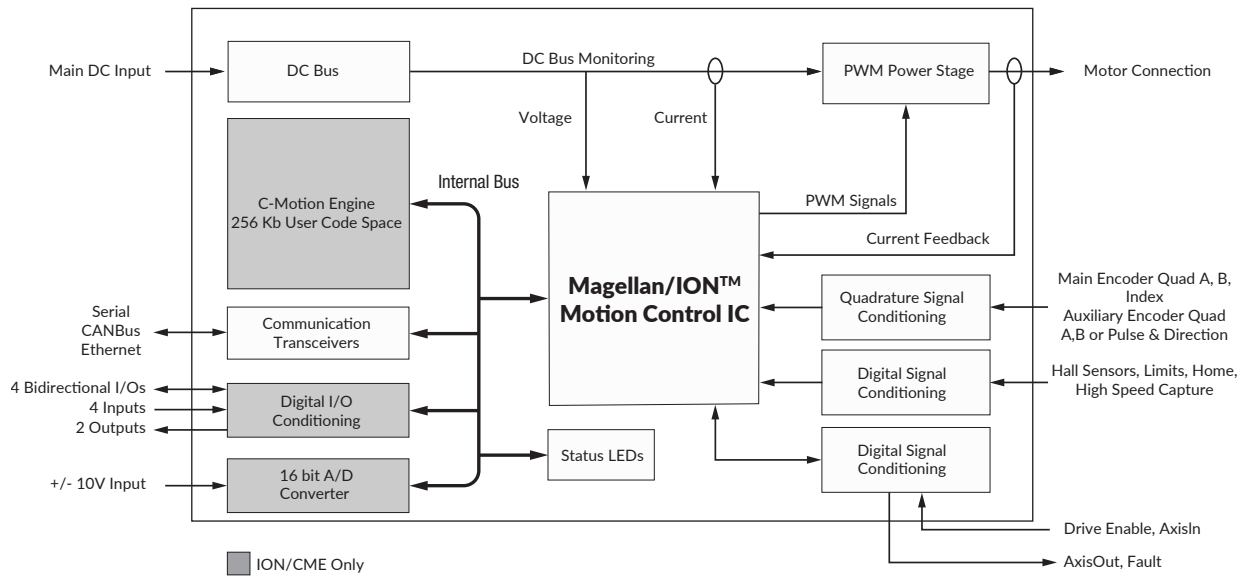 Main DC Input
DC Bus
DC Bus Monitoring
PWM Power Stage
Motor Connection
Voltage
Current
C-Motion Engine
256 Kb User Code Space
Internal Bus
PWM Signals
Current Feedback
Magellan/ION™
Motion Control IC
Quadrature Signal
Conditioning
Main Encoder Quad A, B,
Index
Auxiliary Encoder Quad
A,B or Pulse & Direction
Serial
CANBus
Ethernet
Communication
Transceivers
Digital Signal
Conditioning
Hall Sensors, Limits, Home,
High Speed Capture
4 Bidirectional I/Os
4 Inputs
2 Outputs
Digital I/O
Conditioning
Status LEDs
Digital Signal
Conditioning
+/- 10V Input
16 bit A/D
Converter
Drive Enable, AxisIn
AxisOut, Fault
ION/CME Only